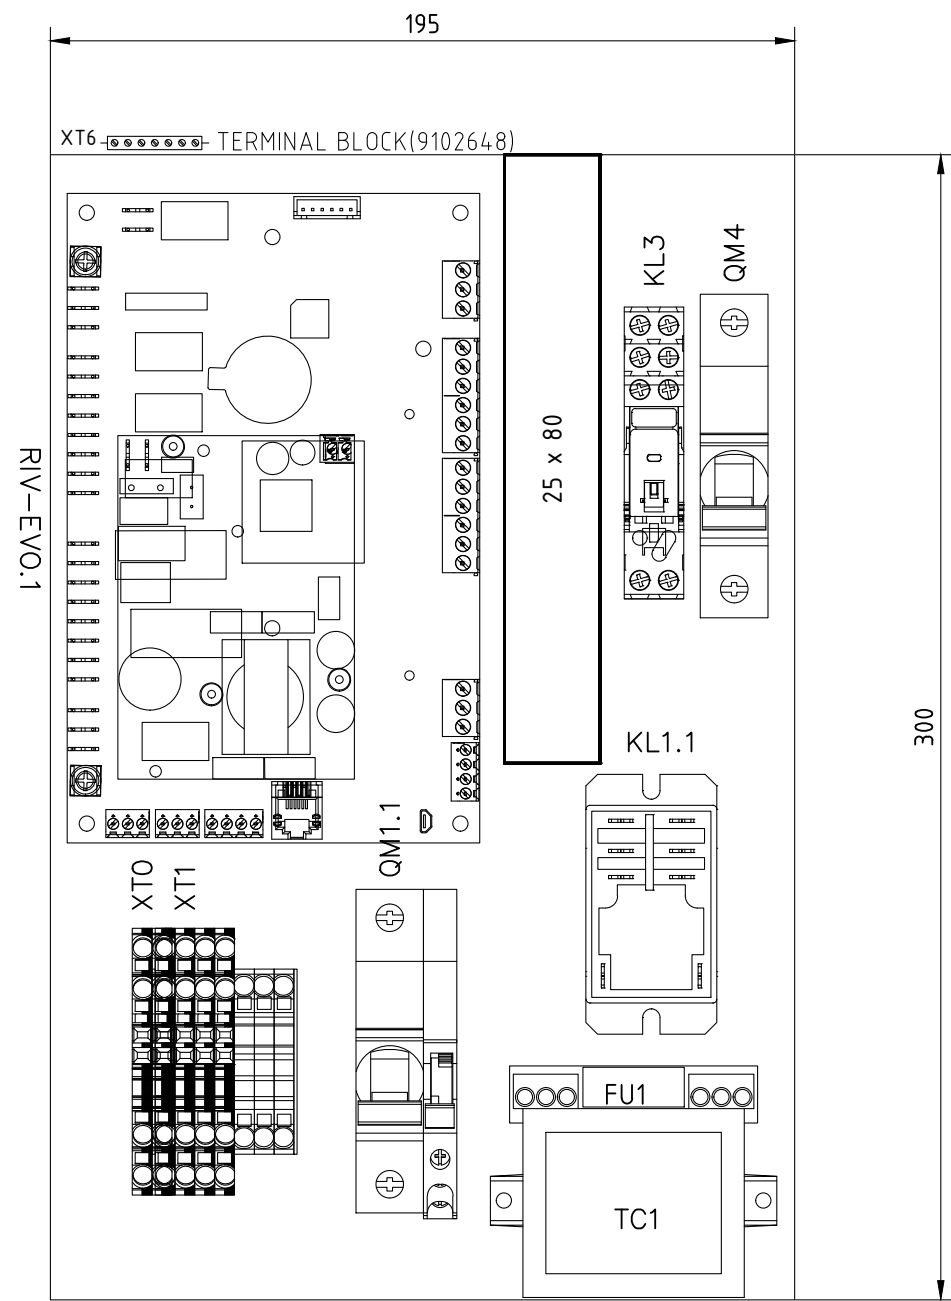 195
XT6
TERMINAL BLOCK(9102648)
KL3
QM4
25 x 80
RIV-EVO.1
300
KL1.1
QM1.1
XT0
XT1
FU1
TC1